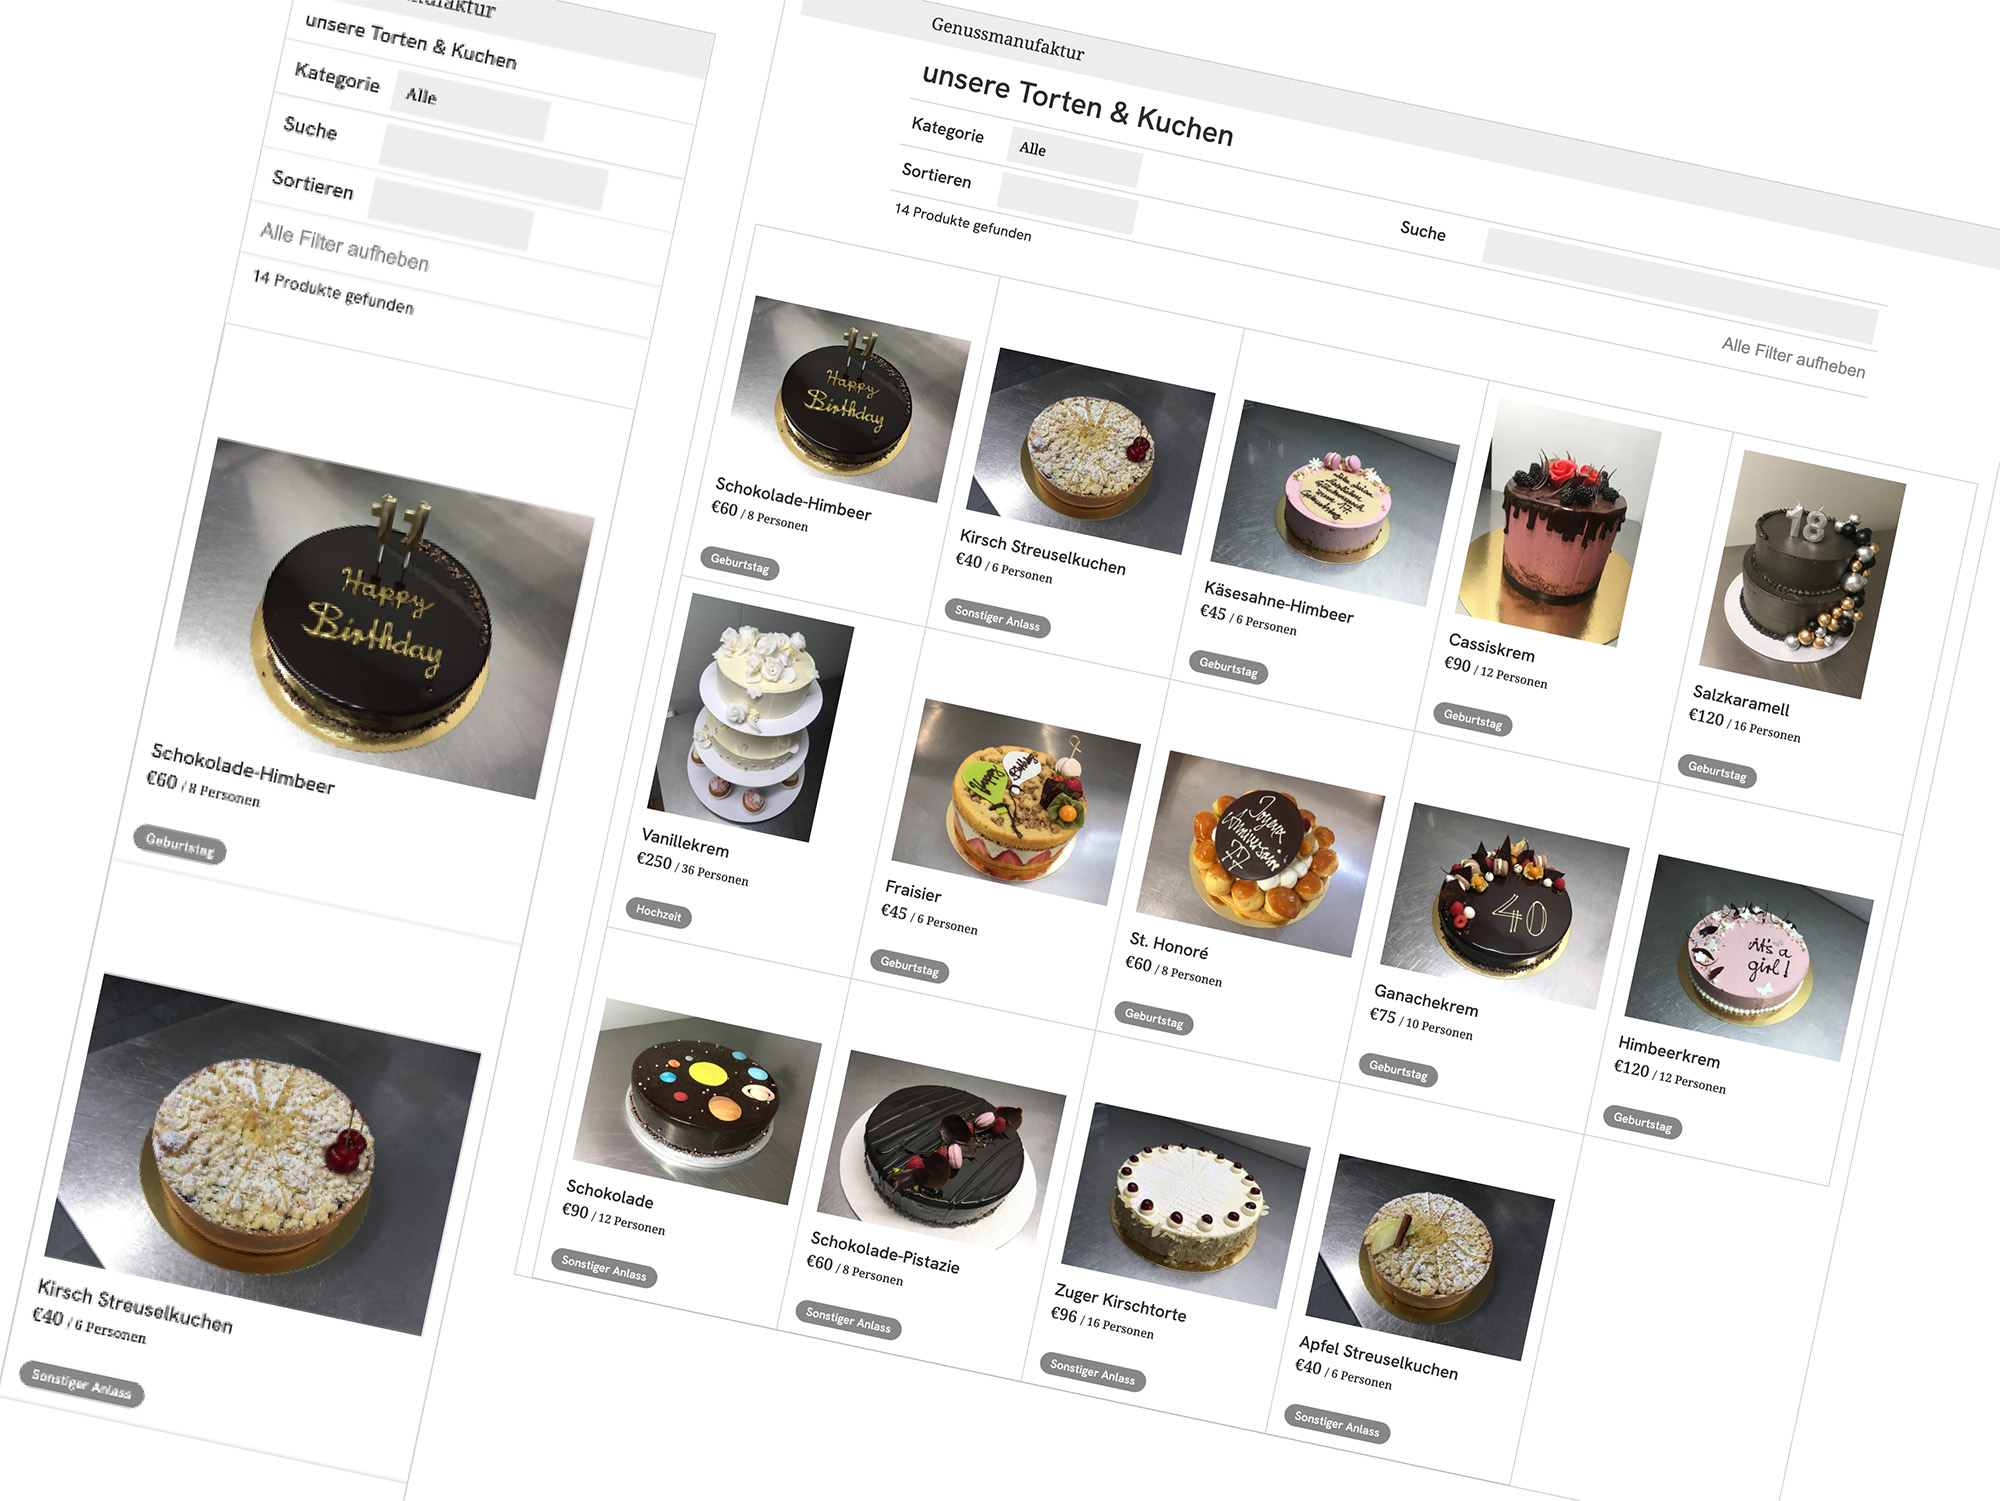 unsere Torten & Kuchen
Kategorie Alle
Suche
Sortieren
Alle Filter aufheben
14 Produkte gefunden
Happy
Birthday
Schokolade-Himbeer
€60 / 8 Personen
Geburtstag
Kirsch Streuselkuchen
€40 / 6 Personen
Sonstiger Anlass
Genussmanufaktur
unsere Torten & Kuchen
Kategorie Alle
Sortieren
Suche
14 Produkte gefunden
Alle Filter aufheben
11
Happy
Birthday
Schokolade-Himbeer
€60 / 8 Personen
Geburtstag
Kirsch Streuselkuchen
€40 / 6 Personen
Sonstiger Anlass
Käsesahne-Himbeer
€45 / 6 Personen
Geburtstag
Cassiskrem
€90 / 12 Personen
Geburtstag
18
Salzkaramell
€120 / 16 Personen
Geburtstag
Vanillekrem
€250 / 36 Personen
Hochzeit
Happy
Birthday
Fraisier
€45 / 6 Personen
Geburtstag
Joyeux
Anniversaire
St. Honoré
€60 / 8 Personen
Geburtstag
40
Ganachekrem
€75 / 10 Personen
Geburtstag
it's a
girl!
Himbeerkrem
€120 / 12 Personen
Geburtstag
Schokolade
€90 / 12 Personen
Sonstiger Anlass
Schokolade-Pistazie
€60 / 8 Personen
Sonstiger Anlass
Zuger Kirschtorte
€96 / 16 Personen
Sonstiger Anlass
Apfel Streuselkuchen
€40 / 6 Personen
Sonstiger Anlass